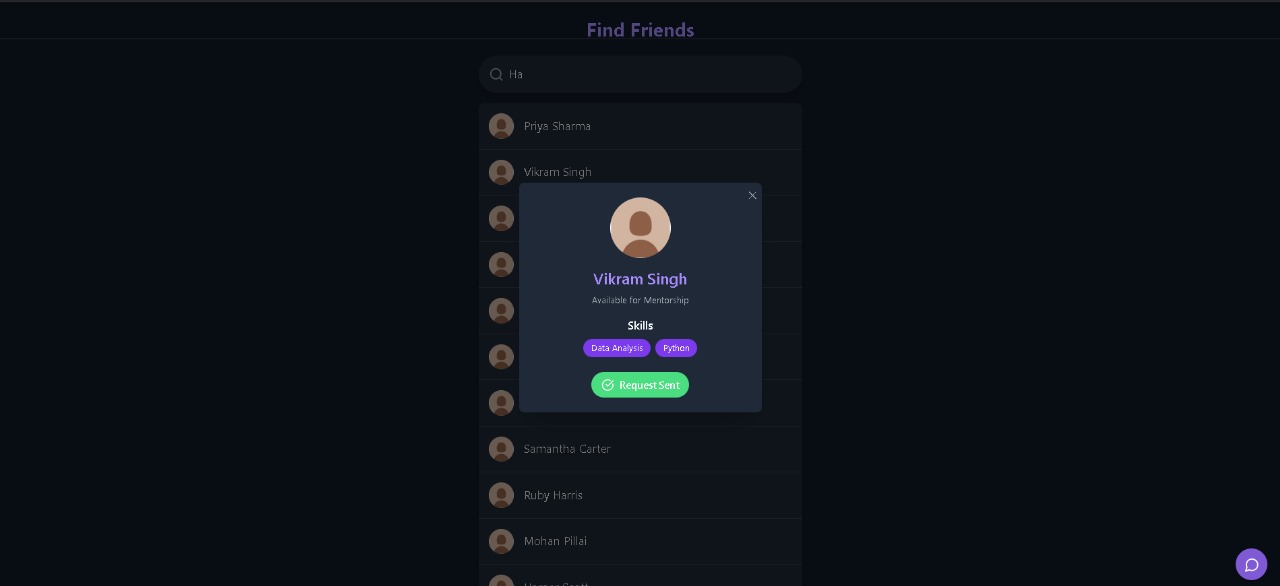 Find Friends
Ha
Priya Sharma
Vikram Singh
Vikram Singh
Available for Mentorship
Skills
Data Analysis Python
Request Sent
Samantha Carter
Ruby Harris
Mohan Pillai